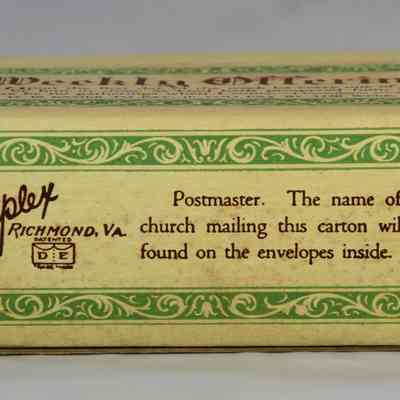 Weekly Offerin
Postmaster. The name of
church mailing this carton wil
found on the envelopes inside.
plex
RICHMOND, VA.
PATENTED
D E